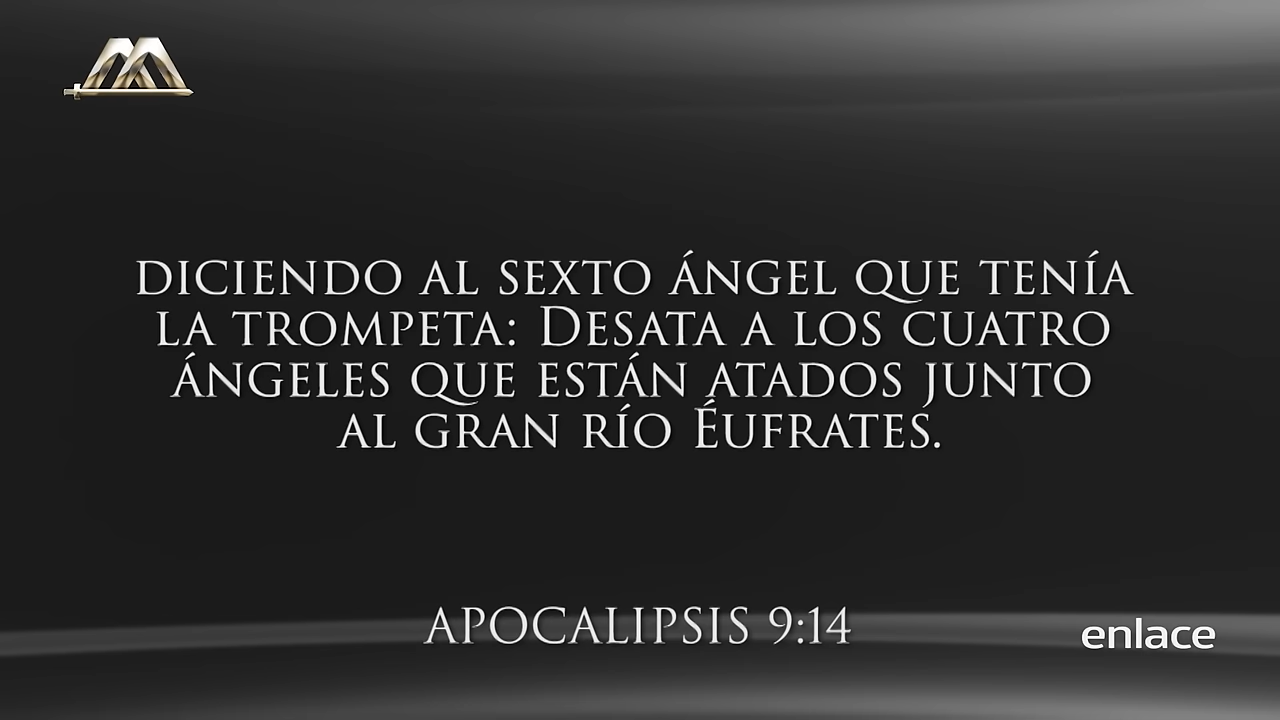 DICIENDO AL SEXTO ÁNGEL QUE TENÍA
LA TROMPETA: DESATA A LOS CUATRO
ÁNGELES QUE ESTÁN ATADOS JUNTO
AL GRAN RÍO ÉUFRATES.
APOCALIPSIS 9:14
enlace